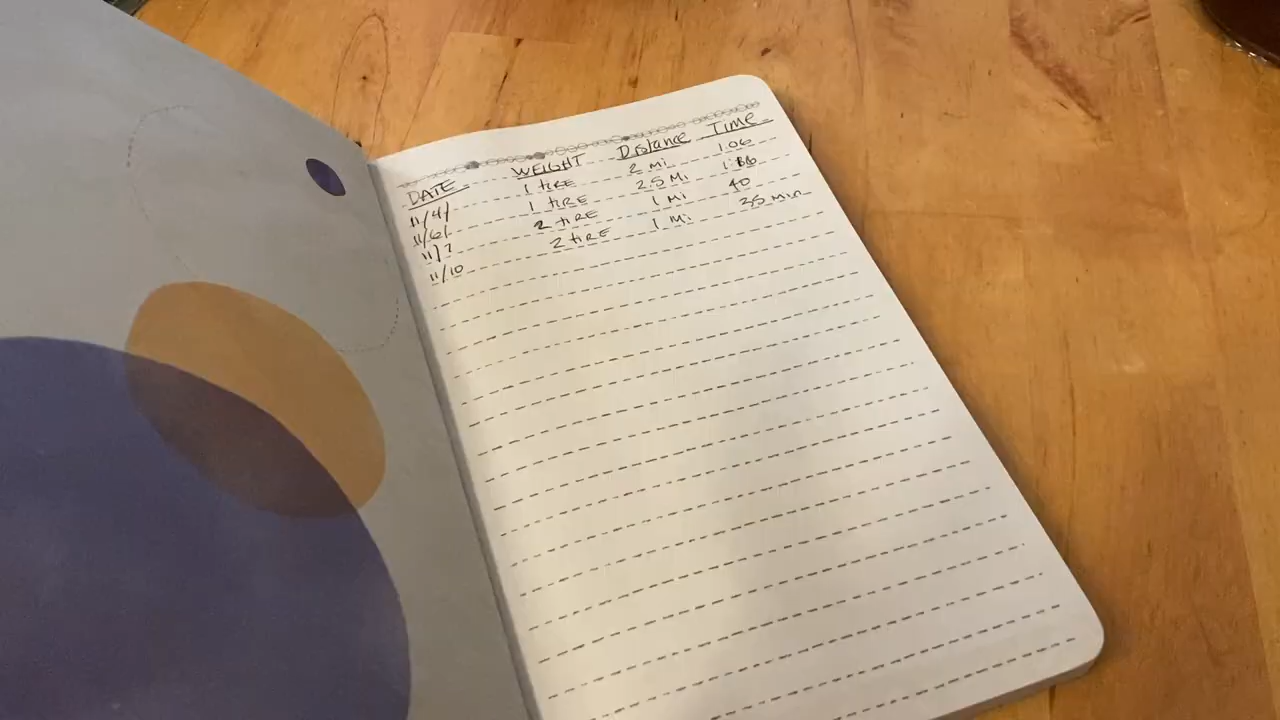 DATE WEIGHT Distance Time
11/4/ 1 tiRE 2 Mi 1.06
11/6/ 1 tiRE 2.5 Mi
11/7 2 tiRE 1 Mi 40
11/10 2 tiRE 1 Mi 35 Min